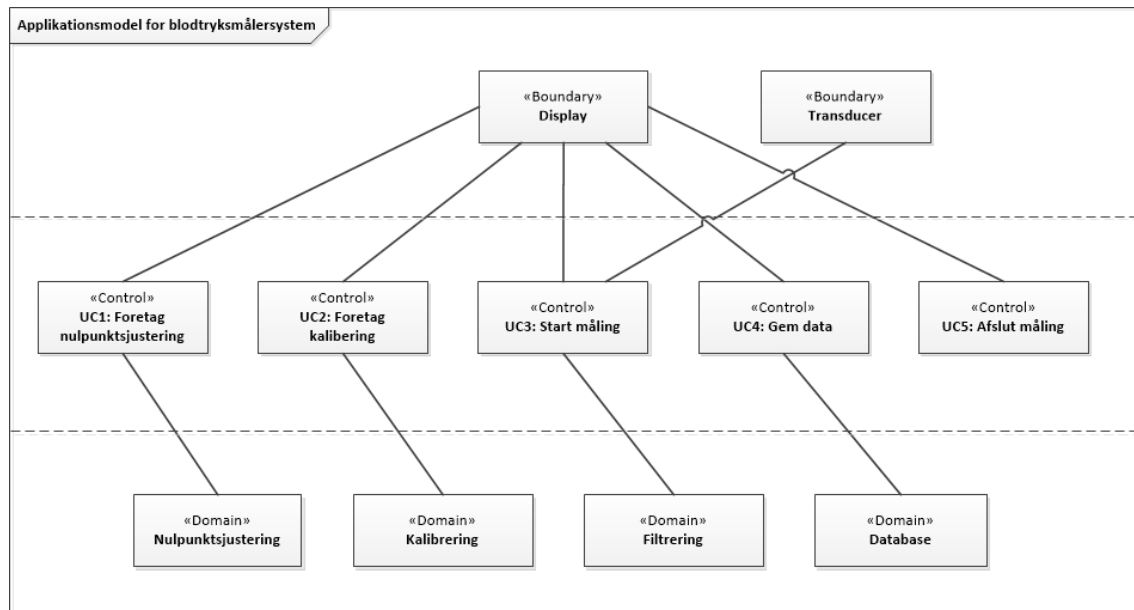 Applikationsmodel for blodtryksmålersystem
«Boundary»
Display
«Boundary»
Transducer
«Control»
UC1: Foretag
nulpunktsjustering
«Control»
UC2: Foretag
kalibering
«Control»
UC3: Start måling
«Control»
UC4: Gem data
«Control»
UC5: Afslut måling
«Domain»
Nulpunktsjustering
«Domain»
Kalibrering
«Domain»
Filtrering
«Domain»
Database